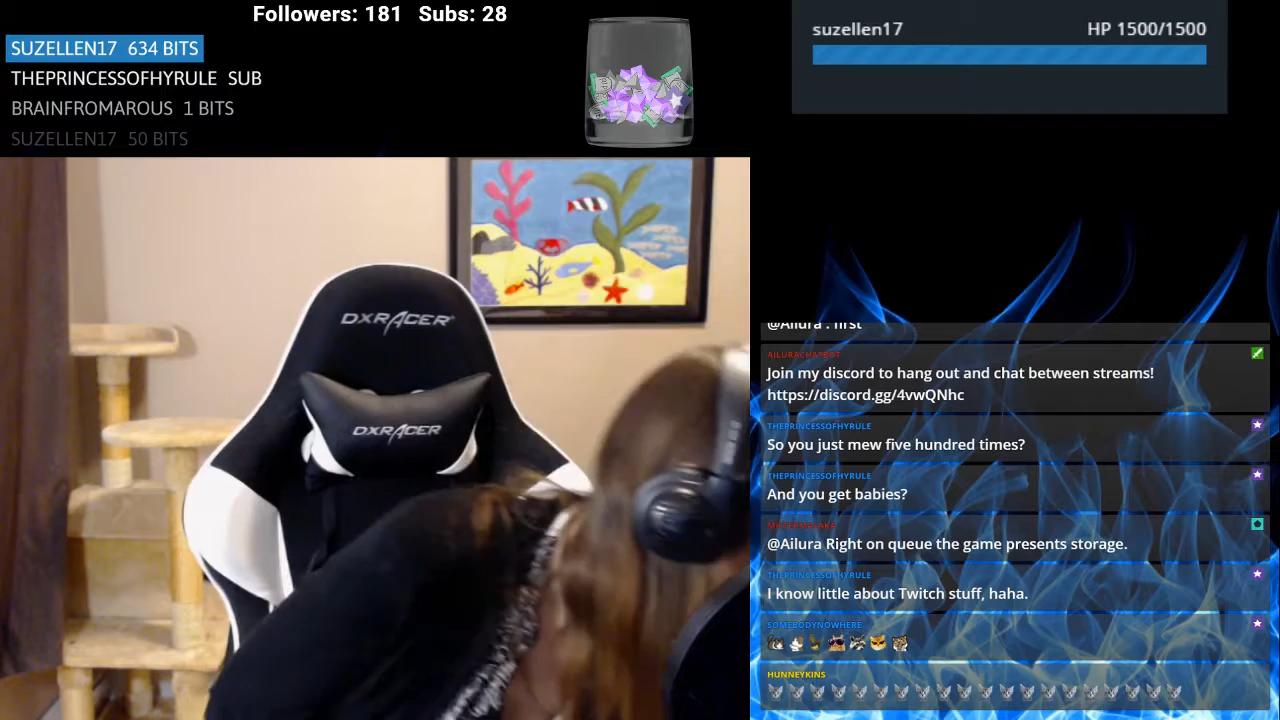 Followers: 181 Subs: 28
SUZELLEN17 634 BITS
THEPRINCESSOFHYRULE SUB
BRAINFROMAROUS 1 BITS
SUZELLEN17 50 BITS
suzellen17 HP 1500/1500
DXRACER
DXRACER
@Ailura : first
AILURACHATBOT
Join my discord to hang out and chat between streams!
https://discord.gg/4vwQNhc
THEPRINCESSOFHYRULE
So you just mew five hundred times?
THEPRINCESSOFHYRULE
And you get babies?
@Ailura Right on queue the game presents storage.
THEPRINCESSOFHYRULE
I know little about Twitch stuff, haha.
SOMEBODYNOWHERE
HUNNEYKINS